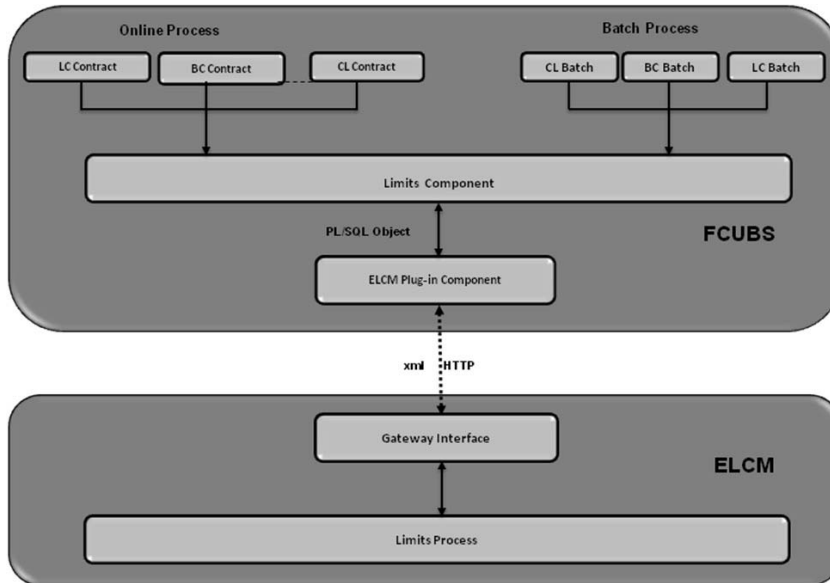 Online Process
Batch Process
LC Contract
BC Contract
CL Contract
CL Batch
BC Batch
LC Batch
Limits Component
PL/SQL Object
FCUBS
ELCM Plug-in Component
xml HTTP
Gateway Interface
ELCM
Limits Process